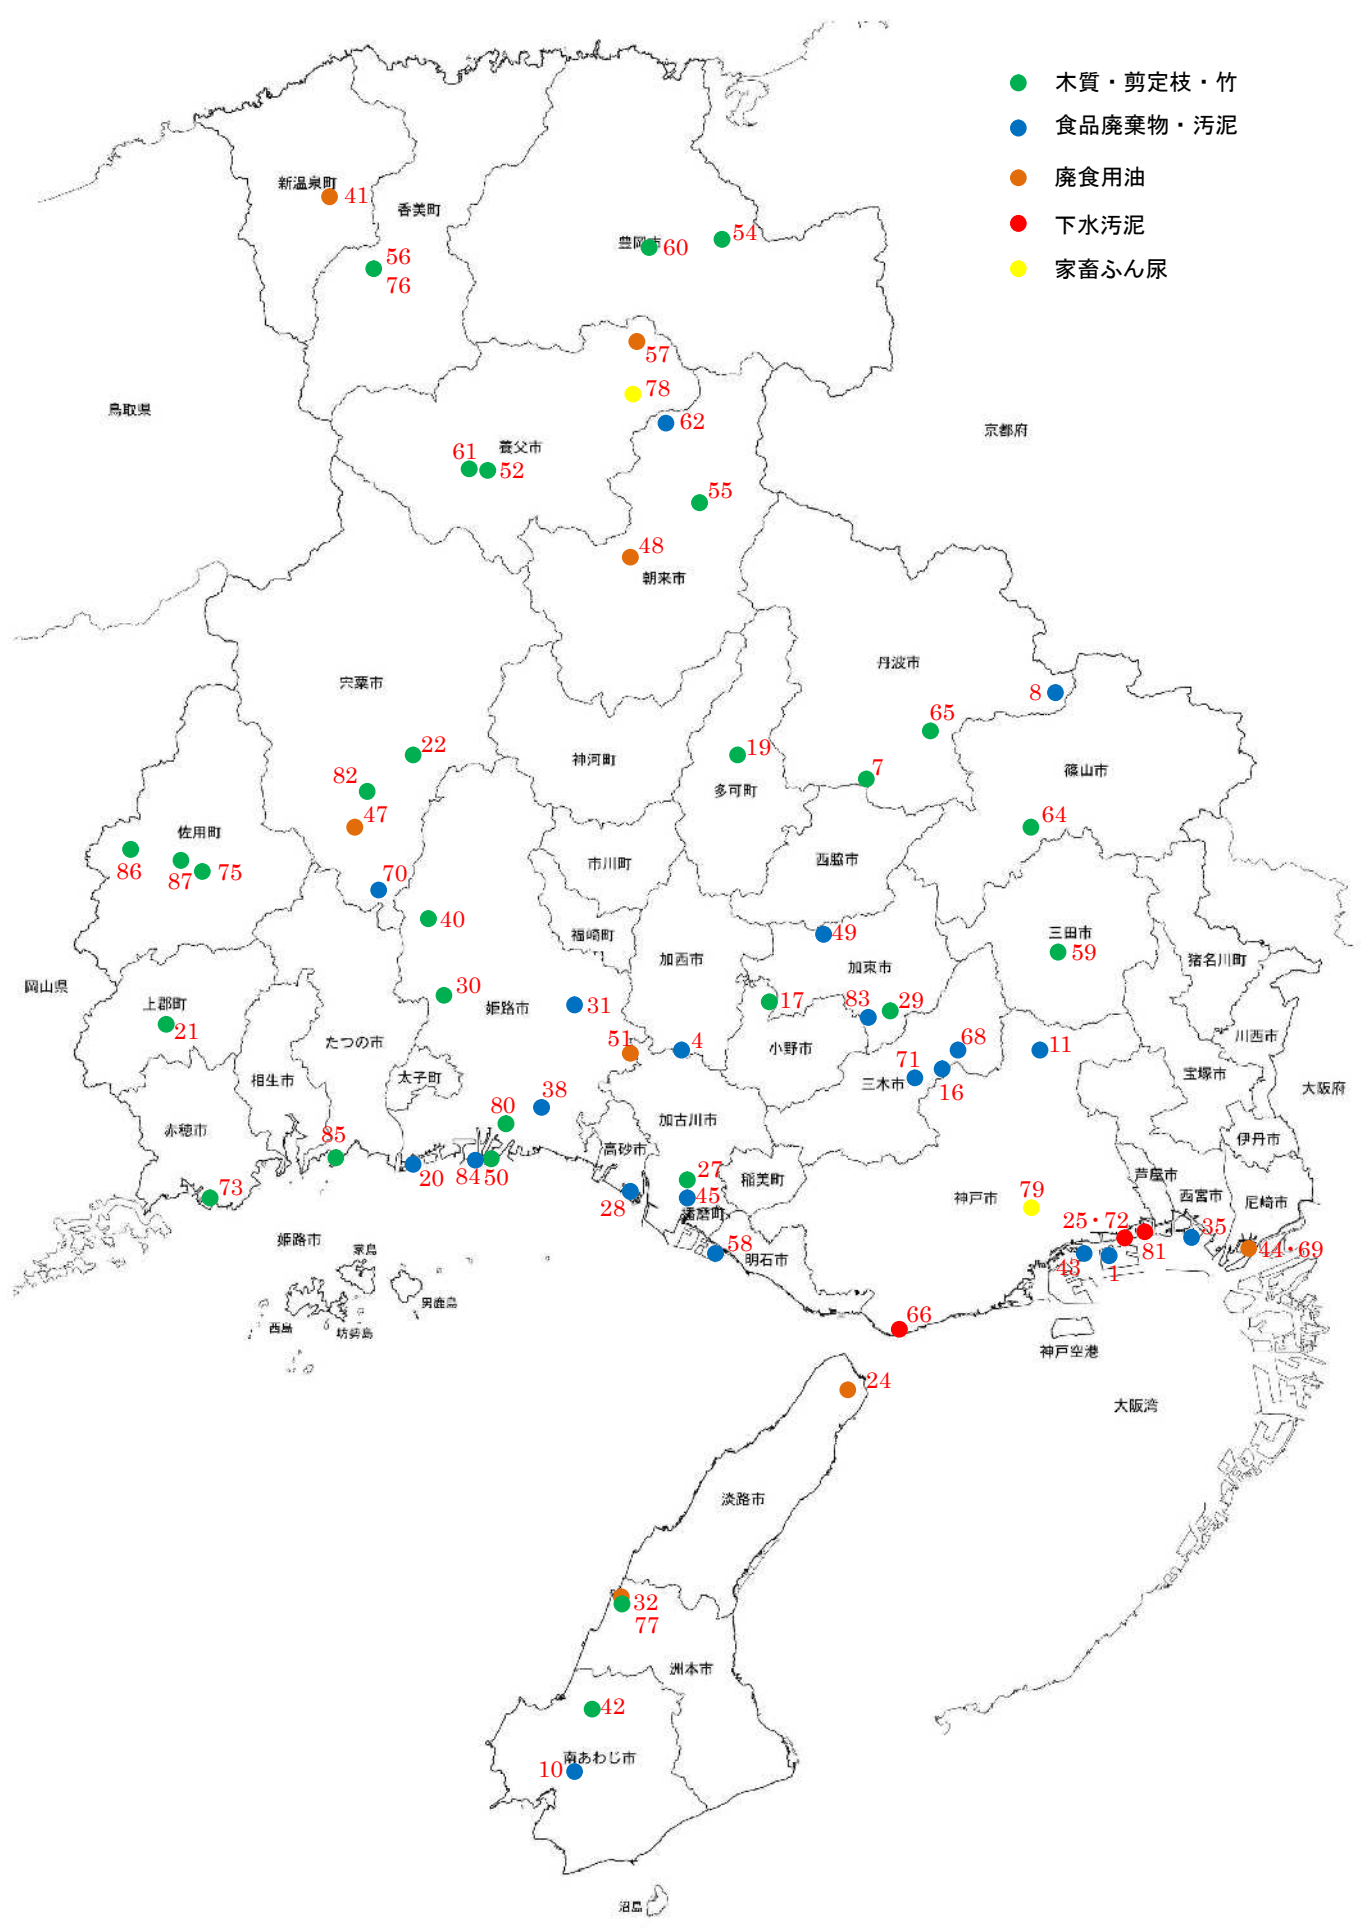 木質・剪定枝・竹
食品廃棄物・汚泥
廃食用油
下水汚泥
家畜ふん尿
新温泉町
41
香美町
56
76
豊岡市
60
54
57
78
62
鳥取県
京都府
養父市
61
52
55
48
朝来市
丹波市
8
宍粟市
65
22
19
神河町
多可町
7
篠山市
82
47
64
佐用町
86
87
75
市川町
西脇市
70
40
福崎町
49
加西市
加東市
三田市
59
猪名川町
岡山県
上郡町
21
30
姫路市
31
17
83
29
川西市
たつの市
51
4
小野市
68
11
71
三木市
16
宝塚市
相生市
太子町
大阪府
38
80
加古川市
赤穂市
85
高砂市
伊丹市
20
84
50
27
稲美町
芦屋市
西宮市
尼崎市
73
28
45
播磨町
神戸市
79
25・72
81
35
44・69
姫路市
家島
58
明石市
43
1
男鹿島
西島
坊勢島
66
神戸空港
24
大阪湾
淡路市
32
77
洲本市
42
南あわじ市
10
沼島